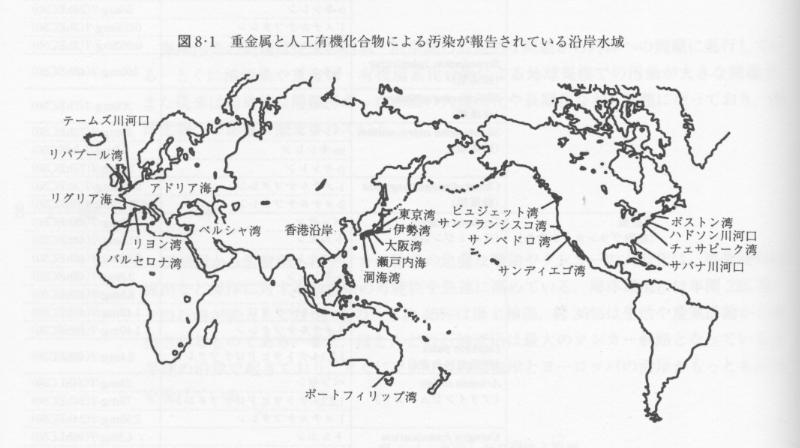 図8·1 重金属と人工有機化合物による汚染が報告されている沿岸水域
テームズ川河口
リバプール湾
アドリア海
リグリア海
ペルシャ湾
リヨン湾
バルセロナ湾
香港沿岸
東京湾
伊勢湾
大阪湾
瀬戸内海
洞海湾
ピュジェット湾
サンフランシスコ湾
サンペドロ湾
サンディエゴ湾
ボストン湾
ハドソン川河口
チェサピーク湾
サバナ川河口
ポートフィリップ湾